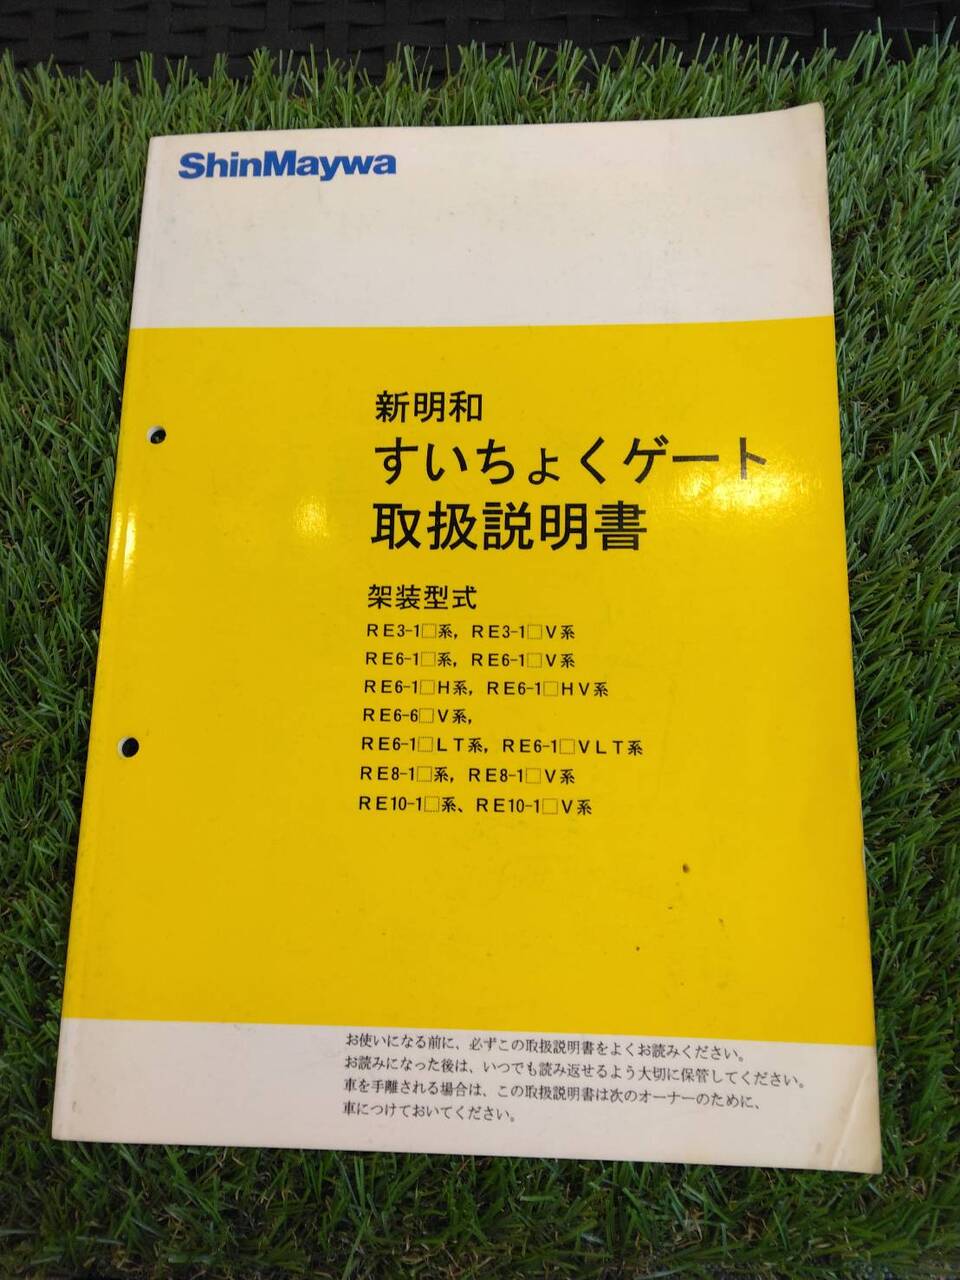 ShinMaywa
新明和
すいちょくゲート
取扱説明書
架装型式
RE3-1□系，RE3-1□V系
RE6-1□系，RE6-1□V系
RE6-1□H系，RE6-1□HV系
RE6-6□V系，
RE6-1□LT系，RE6-1□VLT系
RE8-1□系，RE8-1□V系
RE10-1□系、RE10-1□V系
お使いになる前に、必ずこの取扱説明書をよくお読みください。
お読みになった後は、いつでも読み返せるよう大切に保管してください。
車を手離される場合は、この取扱説明書は次のオーナーのために、
車につけておいてください。